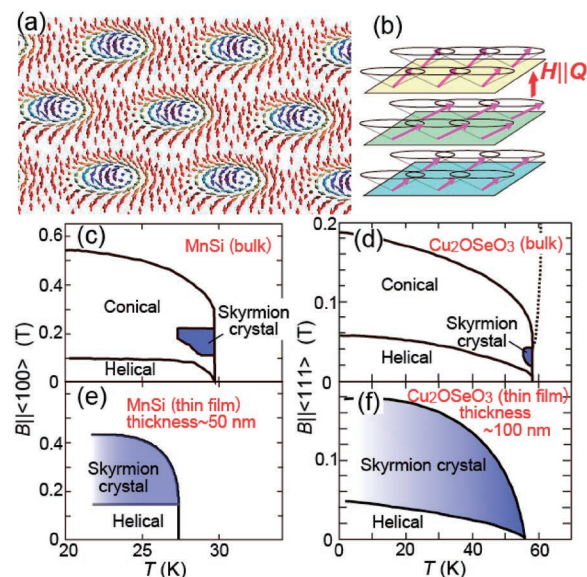 (a)
(b)
H||Q
(c)
MnSi (bulk)
0.6
0.4
0.2
0
Conical
Skyrmion
crystal
Helical
(d)
Cu2OSeO3 (bulk)
0.2
0.1
0
Conical
Skyrmion
crystal
Helical
B||<100> (T)
B||<111> (T)
(e)
MnSi (thin film)
thickness~50 nm
0.4
0.2
0
Skyrmion
crystal
Helical
20
30
T (K)
(f)
Cu2OSeO3 (thin film)
thickness
~100 nm
0.1
0
Skyrmion crystal
Helical
0
20
40
60
T (K)